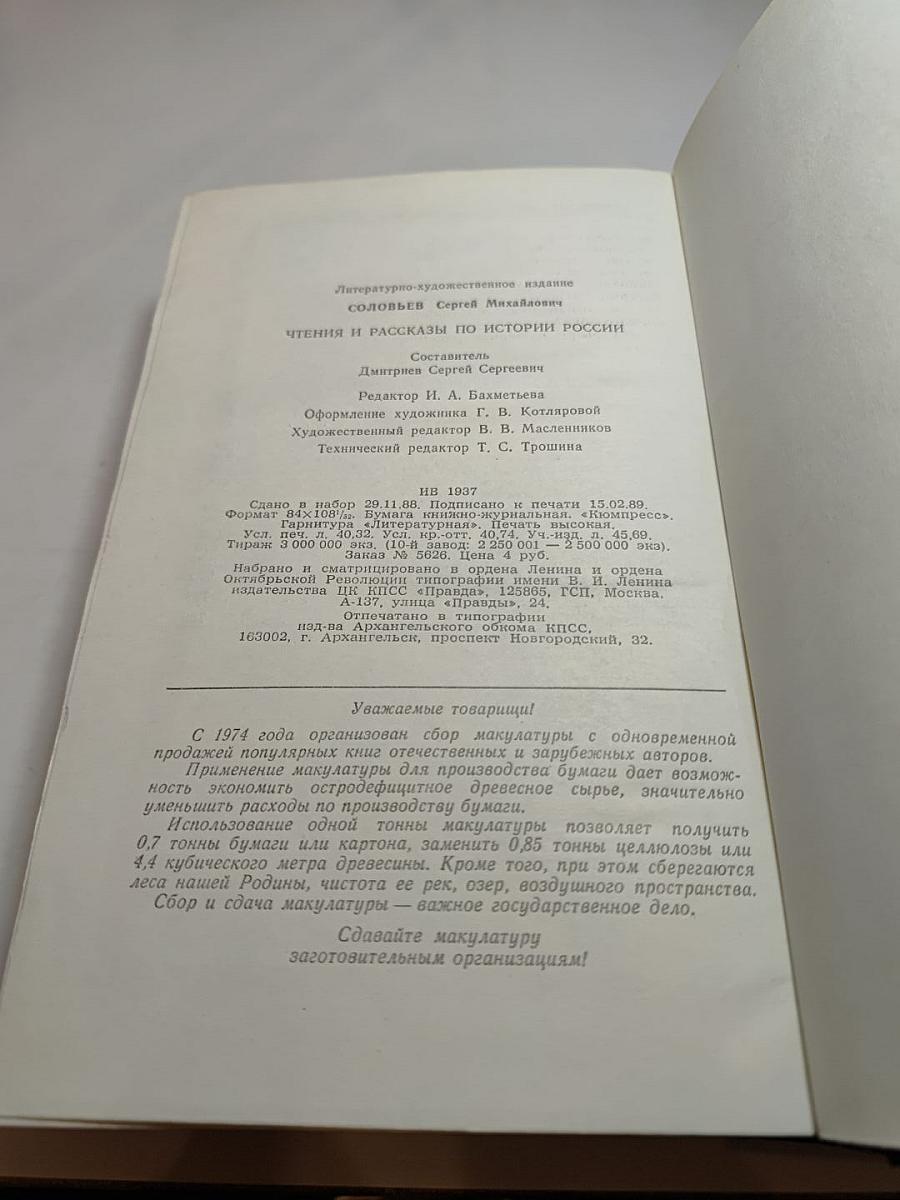 Литературно-художественное издание
СОЛОВЬЕВ Сергей Михайлович
ЧТЕНИЯ И РАССКАЗЫ ПО ИСТОРИИ РОССИИ
Составитель
Дмитриев Сергей Сергеевич
Редактор И. А. Бахметьева
Оформление художника Г. В. Котляровой
Художественный редактор В. В. Масленников
Технический редактор Т. С. Трошина
ИВ 1937
Сдано в набор 29.11.88. Подписано к печати 15.02.89.
Формат 84×108¹/₃₂. Бумага книжно-журнальная. «Кюмпресс».
Гарнитура «Литературная». Печать высокая.
Усл. печ. л. 40,32. Усл. кр.-отт. 40,74. Уч.-изд. л. 45,69.
Тираж 3 000 000 экз. (10-й завод: 2 250 001 — 2 500 000 экз).
Заказ № 5626. Цена 4 руб.
Набрано и сматрицировано в ордена Ленина и ордена
Октябрьской Революции типографии имени В. И. Ленина
издательства ЦК КПСС «Правда», 125865, ГСП, Москва,
А-137, улица «Правды», 24.
Отпечатано в типографии
изд-ва Архангельского обкома КПСС,
163002, г. Архангельск, проспект Новгородский, 32.
Уважаемые товарищи!
С 1974 года организован сбор макулатуры с одновременной
продажей популярных книг отечественных и зарубежных авторов.
Применение макулатуры для производства бумаги дает возмож-
ность экономить остродефицитное древесное сырье, значительно
уменьшить расходы по производству бумаги.
Использование одной тонны макулатуры позволяет получить
0,7 тонны бумаги или картона, заменить 0,85 тонны целлюлозы или
4,4 кубического метра древесины. Кроме того, при этом сберегаются
леса нашей Родины, чистота ее рек, озер, воздушного пространства.
Сбор и сдача макулатуры — важное государственное дело.
Сдавайте макулатуру
заготовительным организациям!